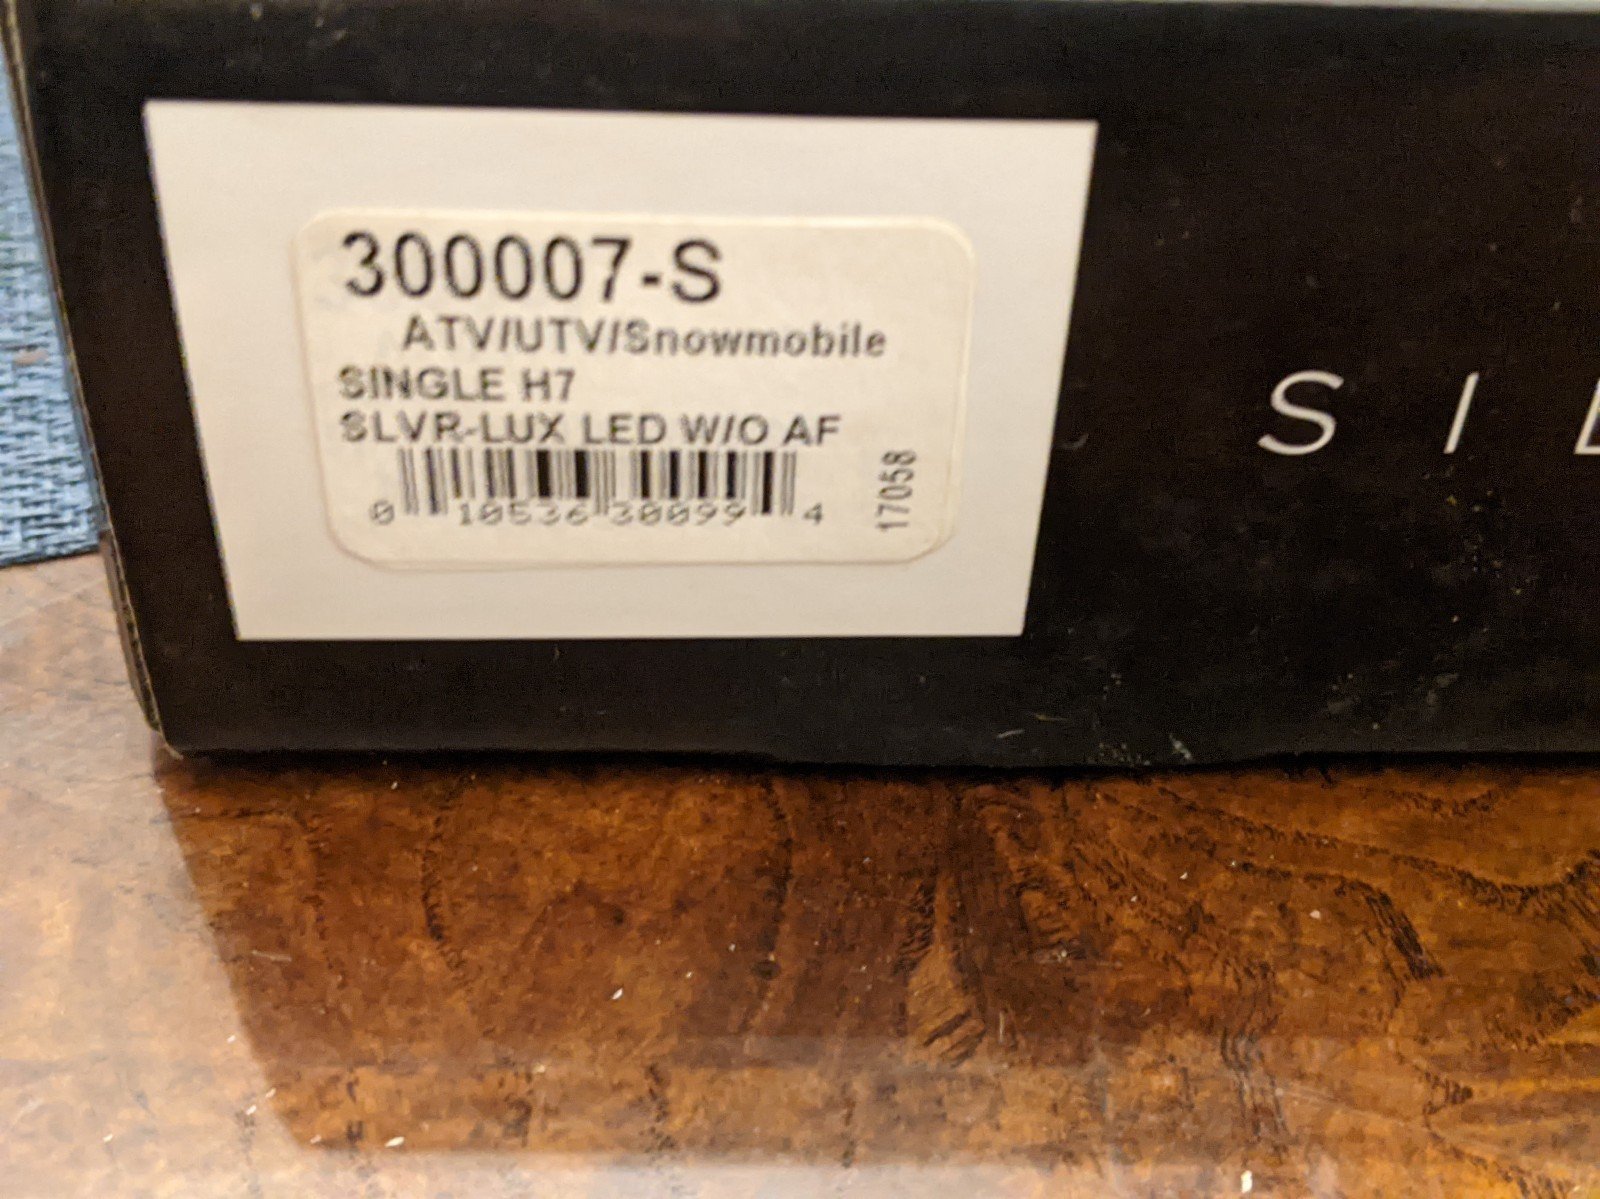 300007-S
ATV/UTV/Snowmobile
SINGLE H7
SLVR-LUX LED W/O AF
0 10536 30099 4
17058
S I